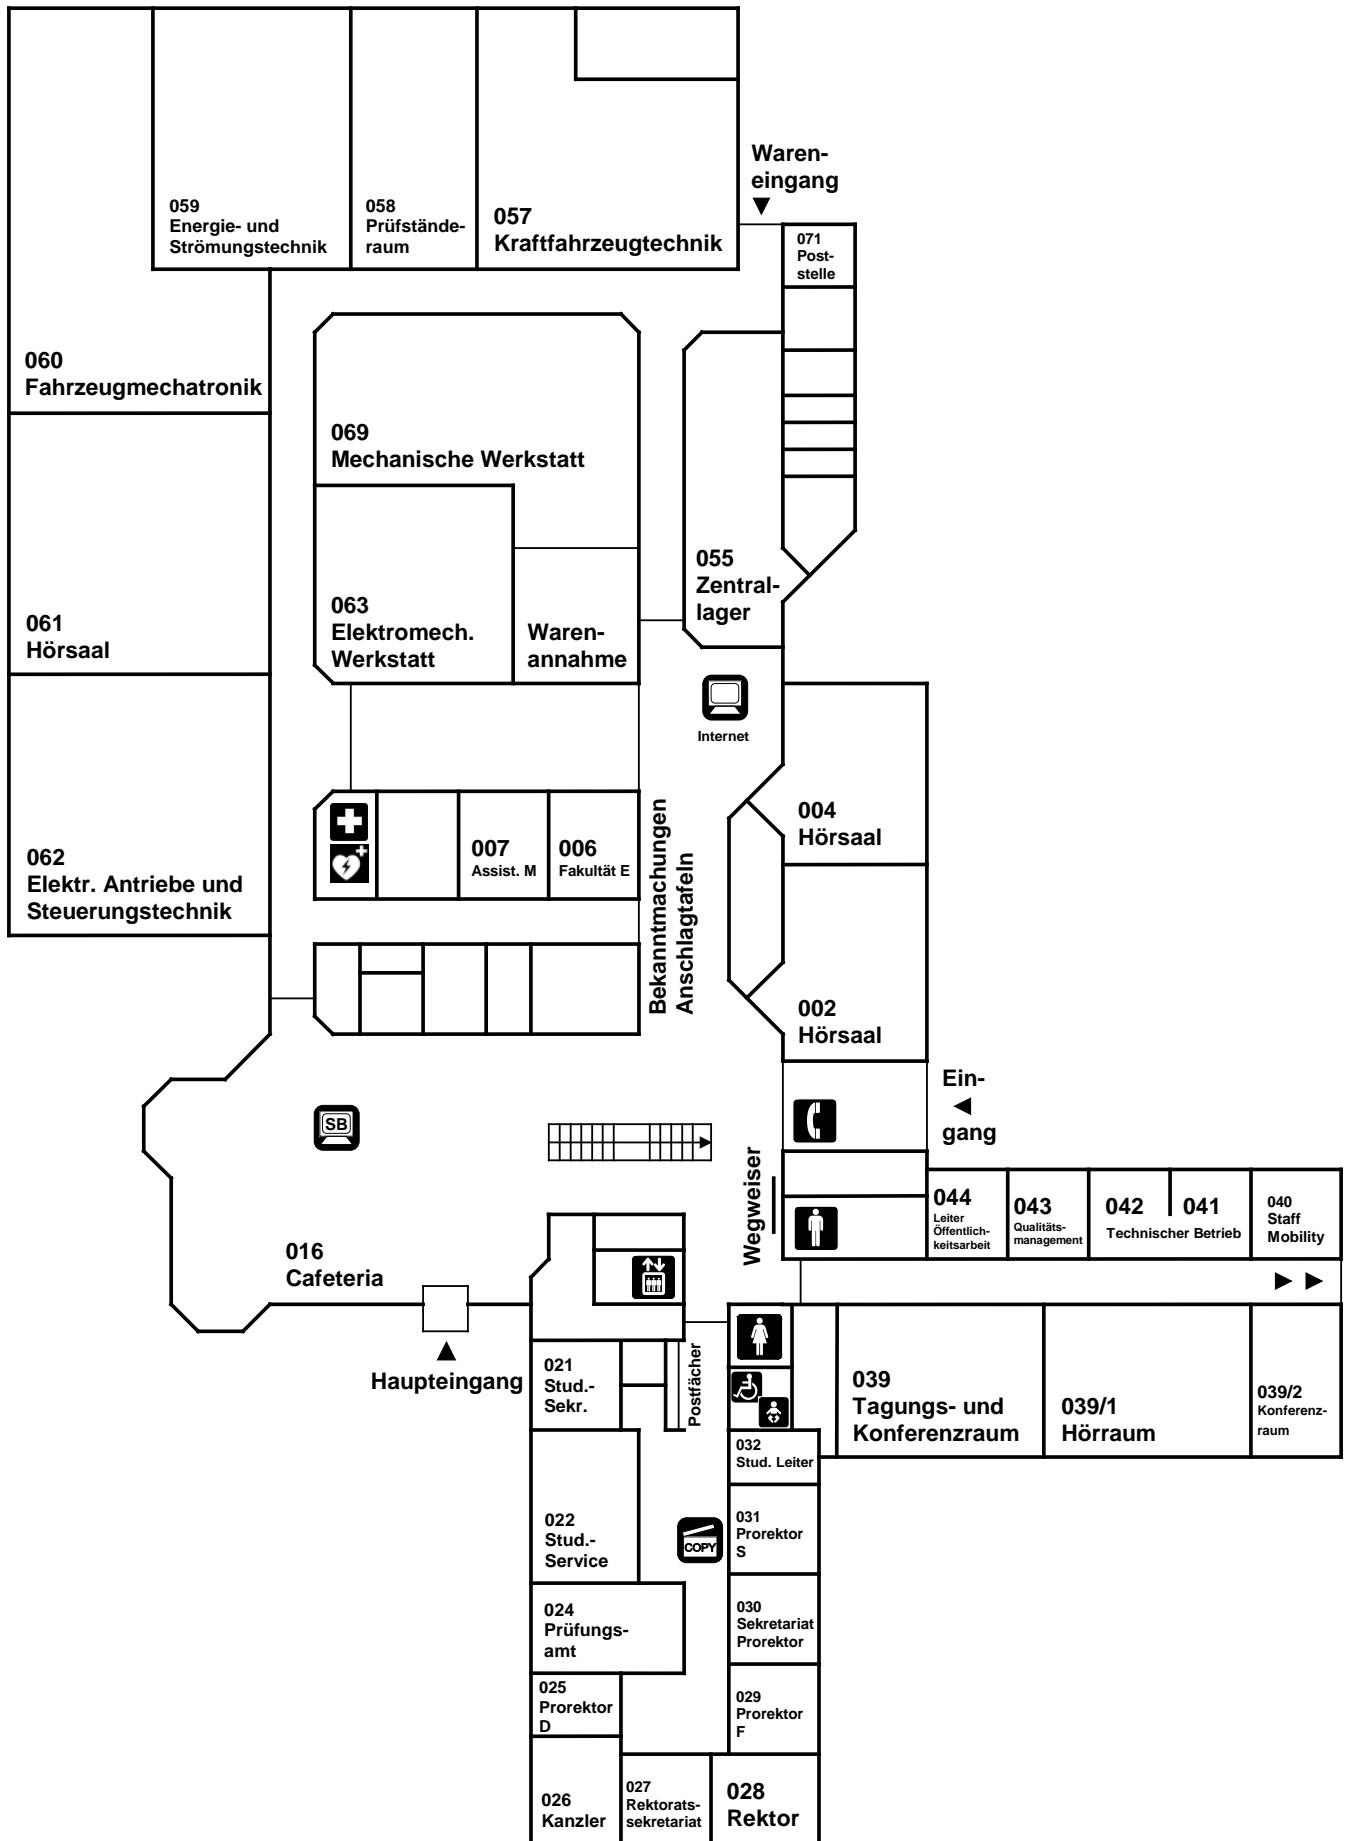 Waren-
eingang
059
Energie- und
Strömungstechnik
058
Prüfstände-
raum
057
Kraftfahrzeugtechnik
071
Post-
stelle
060
Fahrzeugmechatronik
069
Mechanische Werkstatt
055
Zentral-
lager
061
Hörsaal
063
Elektromech.
Werkstatt
Waren-
annahme
Internet
004
Hörsaal
062
Elektr. Antriebe und
Steuerungstechnik
007
Assist. M
006
Fakultät E
Bekanntmachungen
Anschlagtafeln
002
Hörsaal
Ein-
gang
SB
Wegweiser
044
Leiter
Öffentlich-
keitsarbeit
043
Qualitäts-
management
042
041
Technischer Betrieb
040
Staff
Mobility
016
Cafeteria
Haupteingang
021
Stud.-
Sekr.
Postfächer
039
Tagungs- und
Konferenzraum
039/1
Hörraum
039/2
Konferenz-
raum
032
Stud. Leiter
022
Stud.-
Service
COPY
031
Prorektor
S
024
Prüfungs-
amt
030
Sekretariat
Prorektor
025
Prorektor
D
029
Prorektor
F
026
Kanzler
027
Rektorats-
sekretariat
028
Rektor